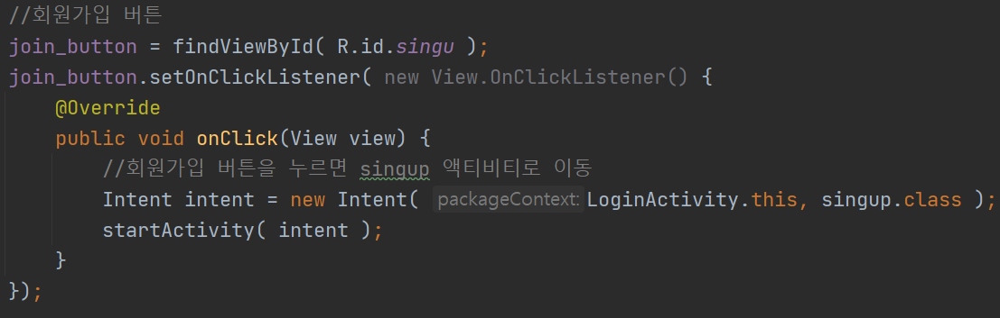 //회원가입 버튼
join_button = findViewById( R.id.singu );
join_button.setOnClickListener( new View.OnClickListener() {
@Override
public void onClick(View view) {
//회원가입 버튼을 누르면 singup 액티비티로 이동
Intent intent = new Intent( packageContext: LoginActivity.this, singup.class );
startActivity( intent );
}
});